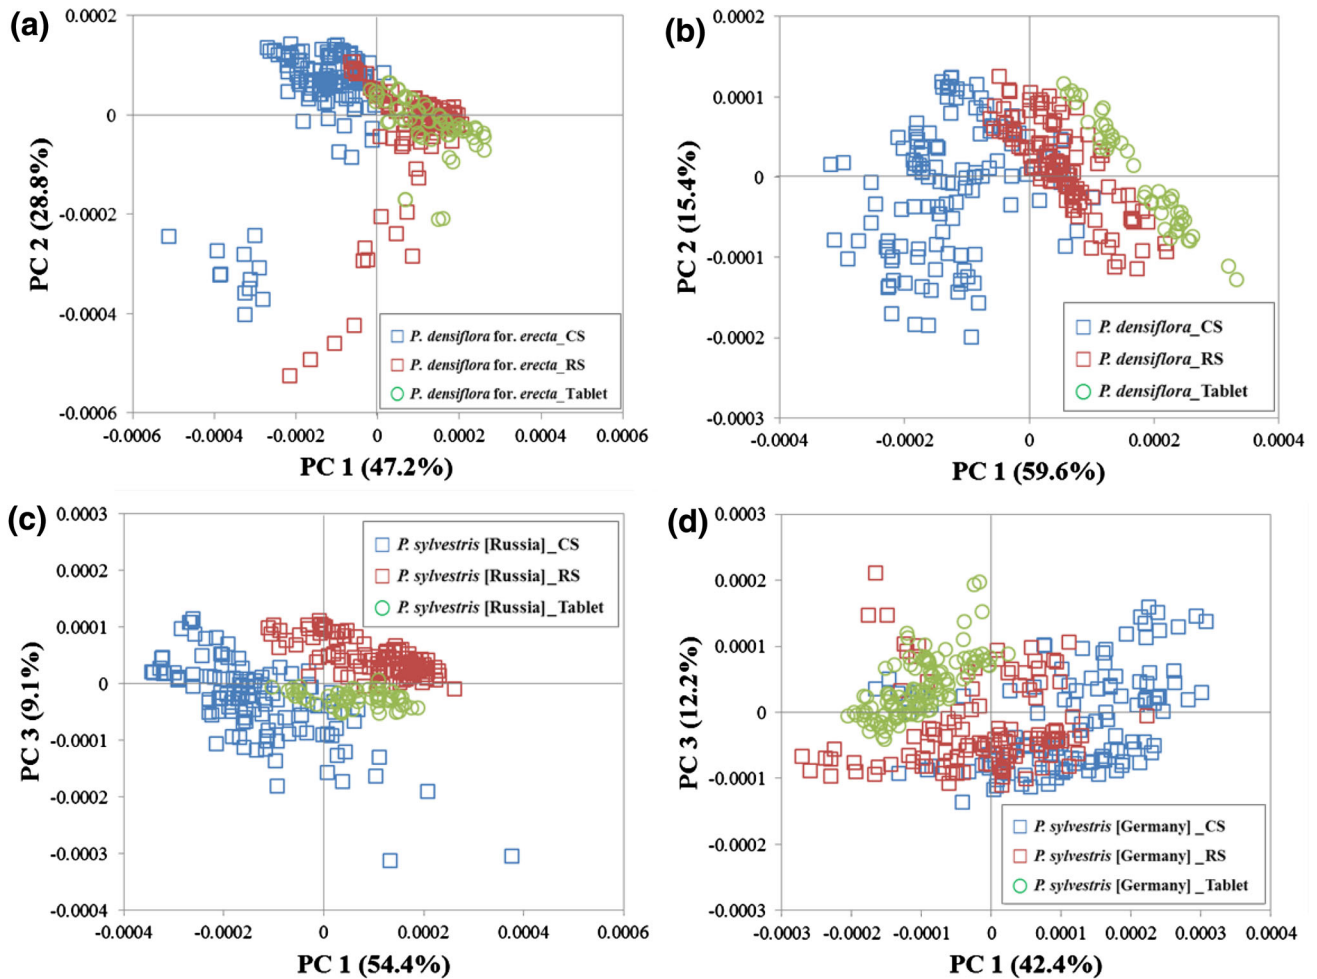 (a)
0.0002
0
-0.0002
-0.0004
-0.0006
PC 2 (28.8%)
P. densiflora for. erecta_CS
P. densiflora for. erecta_RS
P. densiflora for. erecta_Tablet
-0.0006 -0.0004 -0.0002 0 0.0002 0.0004 0.0006
PC 1 (47.2%)
(b)
0.0002
0.0001
0
-0.0001
-0.0002
-0.0003
PC 2 (15.4%)
P. densiflora_CS
P. densiflora_RS
P. densiflora_Tablet
-0.0004 -0.0002 0 0.0002 0.0004
PC 1 (59.6%)
(c)
0.0003
0.0002
0.0001
0
-0.0001
-0.0002
-0.0003
-0.0004
PC 3 (9.1%)
P. sylvestris [Russia]_CS
P. sylvestris [Russia]_RS
P. sylvestris [Russia]_Tablet
-0.0004 -0.0002 0 0.0002 0.0004 0.0006
PC 1 (54.4%)
(d)
0.0003
0.0002
0.0001
0
-0.0001
-0.0002
-0.0003
PC 3 (12.2%)
P. sylvestris [Germany] _CS
P. sylvestris [Germany] _RS
P. sylvestris [Germany] _Tablet
-0.0003 -0.0002 -0.0001 0 0.0001 0.0002 0.0003 0.0004
PC 1 (42.4%)